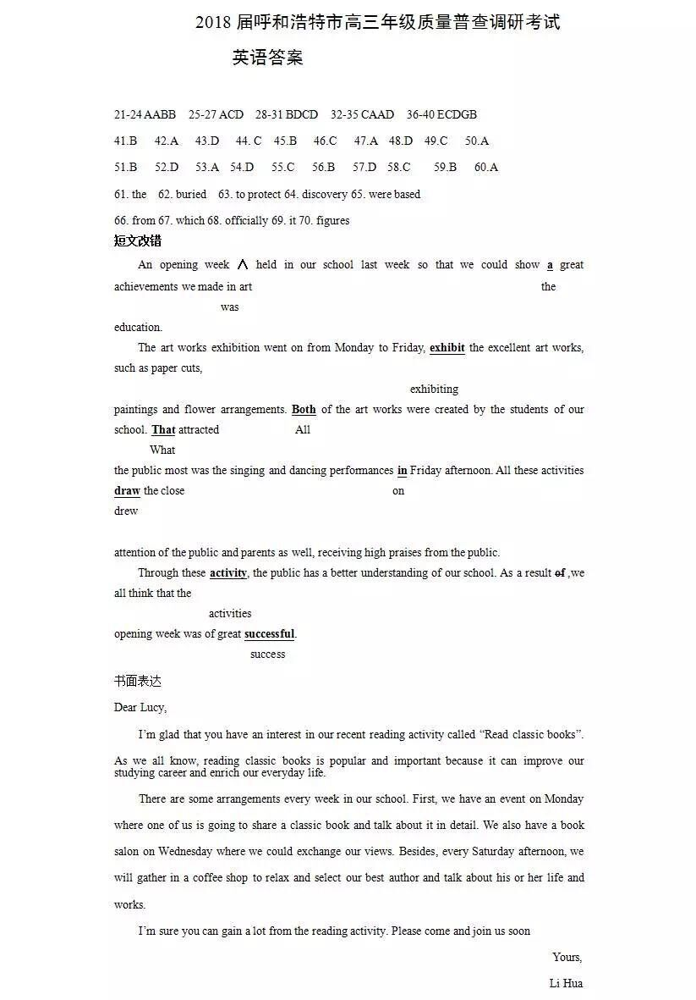 2018 届呼和浩特市高三年级质量普查调研考试
英语答案
21-24 AABB 25-27 ACD 28-31 BDCD 32-35 CAAD 36-40 ECDGB
41.B 42.A 43.D 44. C 45.B 46.C 47.A 48.D 49.C 50.A
51.B 52.D 53.A 54.D 55.C 56.B 57.D 58.C 59.B 60.A
61. the 62. buried 63. to protect 64. discovery 65. were based
66. from 67. which 68. officially 69. it 70. figures
短文改错
An opening week ∧ held in our school last week so that we could show a great
achievements we made in art the
was
education.
The art works exhibition went on from Monday to Friday, exhibit the excellent art works,
such as paper cuts,
exhibiting
paintings and flower arrangements. Both of the art works were created by the students of our
school. That attracted All
What
the public most was the singing and dancing performances in Friday afternoon. All these activities
draw the close on
drew
attention of the public and parents as well, receiving high praises from the public.
Through these activity, the public has a better understanding of our school. As a result of ,we
all think that the
activities
opening week was of great successful.
success
书面表达
Dear Lucy,
I’m glad that you have an interest in our recent reading activity called “Read classic books”.
As we all know, reading classic books is popular and important because it can improve our
studying career and enrich our everyday life.
There are some arrangements every week in our school. First, we have an event on Monday
where one of us is going to share a classic book and talk about it in detail. We also have a book
salon on Wednesday where we could exchange our views. Besides, every Saturday afternoon, we
will gather in a coffee shop to relax and select our best author and talk about his or her life and
works.
I’m sure you can gain a lot from the reading activity. Please come and join us soon
Yours,
Li Hua